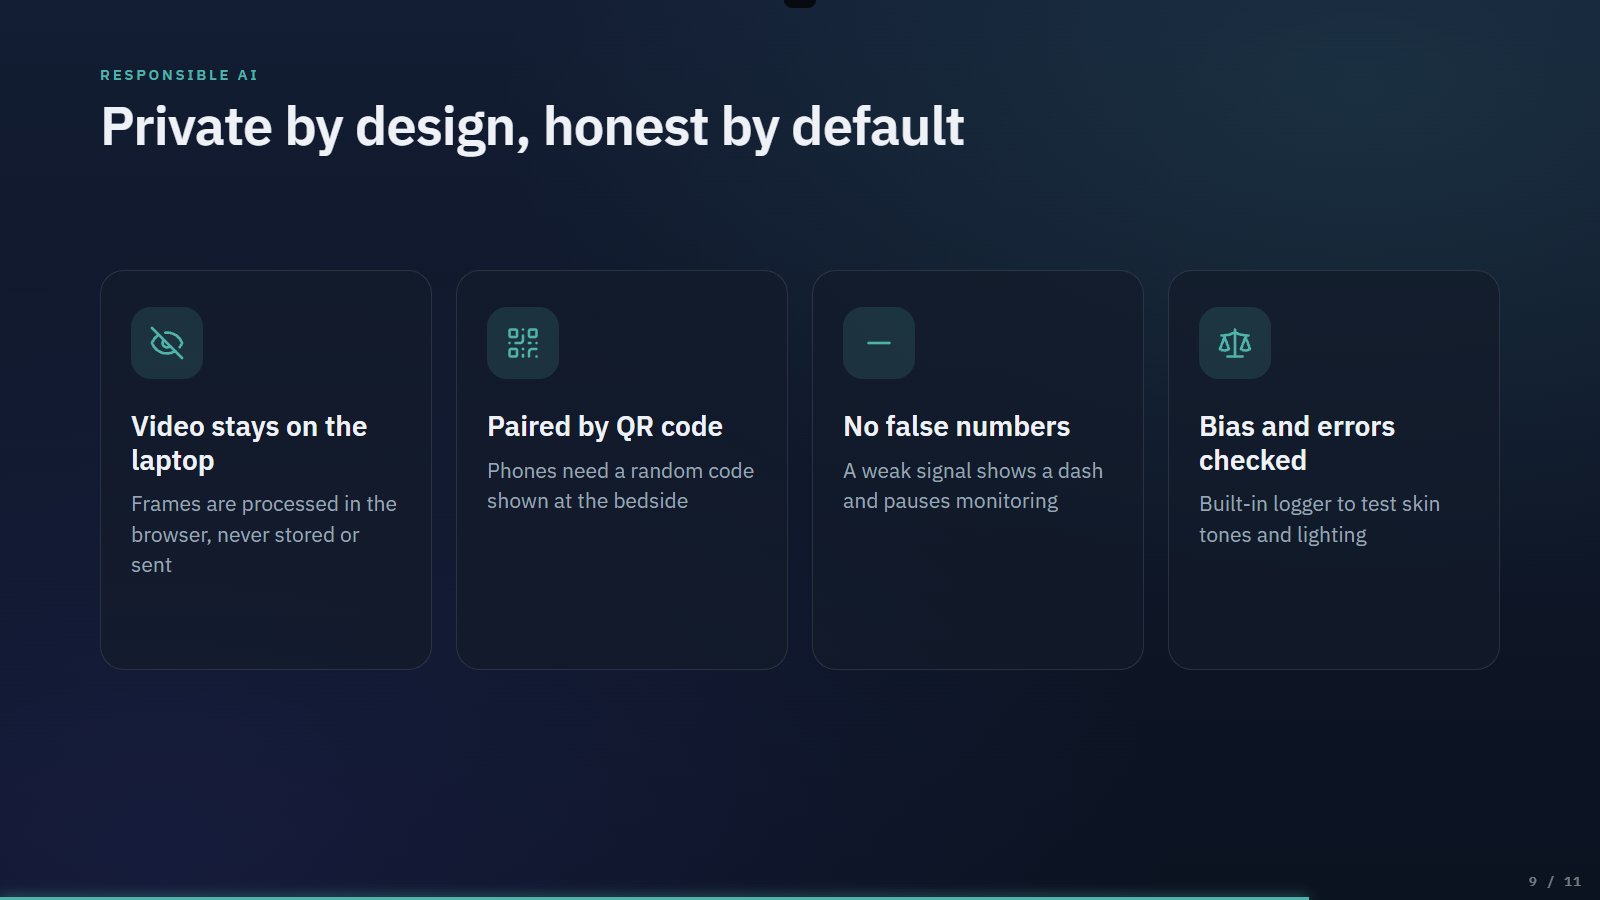 RESPONSIBLE AI
Private by design, honest by default
Video stays on the
laptop
Frames are processed in the
browser, never stored or
sent
Paired by QR code
Phones need a random code
shown at the bedside
No false numbers
A weak signal shows a dash
and pauses monitoring
Bias and errors
checked
Built-in logger to test skin
tones and lighting
9 / 11